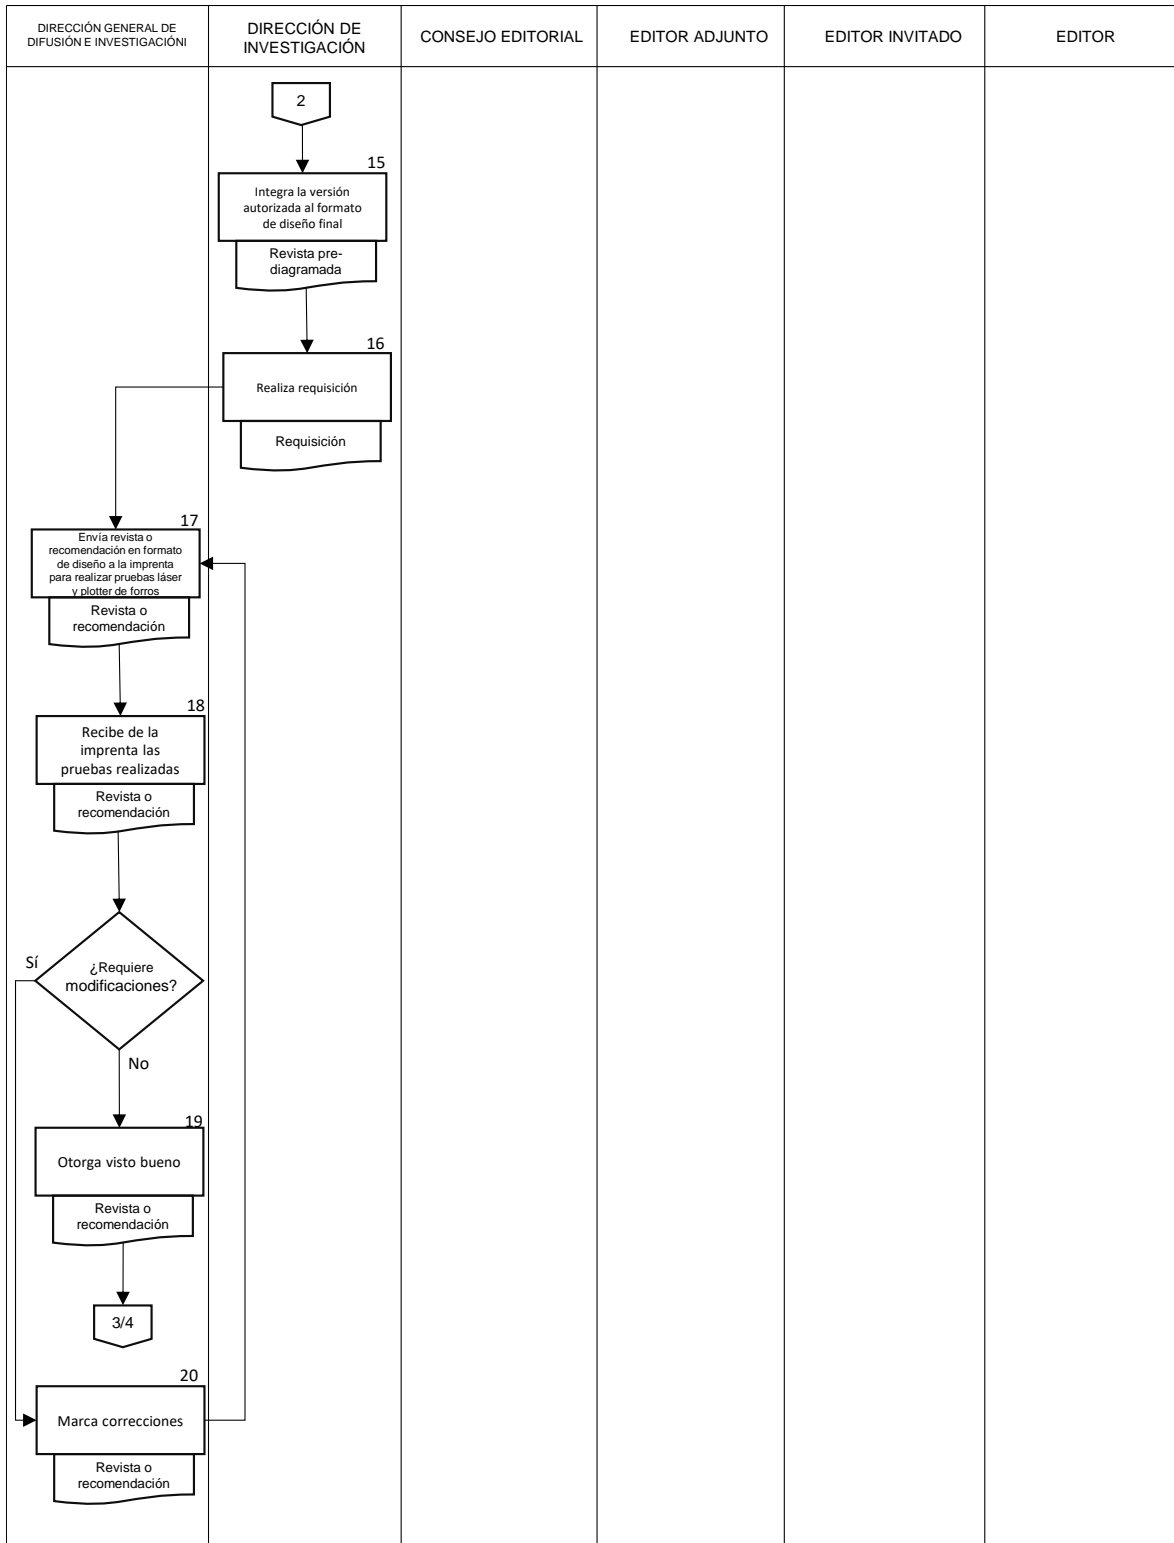 DIRECCIÓN GENERAL DE
DIFUSIÓN E INVESTIGACIÓNI
DIRECCIÓN DE
INVESTIGACIÓN
CONSEJO EDITORIAL
EDITOR ADJUNTO
EDITOR INVITADO
EDITOR
2
15
Integra la versión
autorizada al formato
de diseño final
Revista pre-
diagramada
16
Realiza requisición
Requisición
17
Envía revista o
recomendación en formato
de diseño a la imprenta
para realizar pruebas láser
y plotter de forros
Revista o
recomendación
18
Recibe de la
imprenta las
pruebas realizadas
Revista o
recomendación
Sí
¿Requiere
modificaciones?
No
19
Otorga visto bueno
Revista o
recomendación
3/4
20
Marca correcciones
Revista o
recomendación